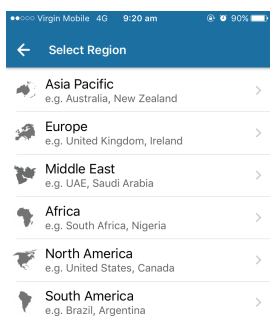 Virgin Mobile 4G 9:20 am 90%
Select Region
Asia Pacific
e.g. Australia, New Zealand
Europe
e.g. United Kingdom, Ireland
Middle East
e.g. UAE, Saudi Arabia
Africa
e.g. South Africa, Nigeria
North America
e.g. United States, Canada
South America
e.g. Brazil, Argentina